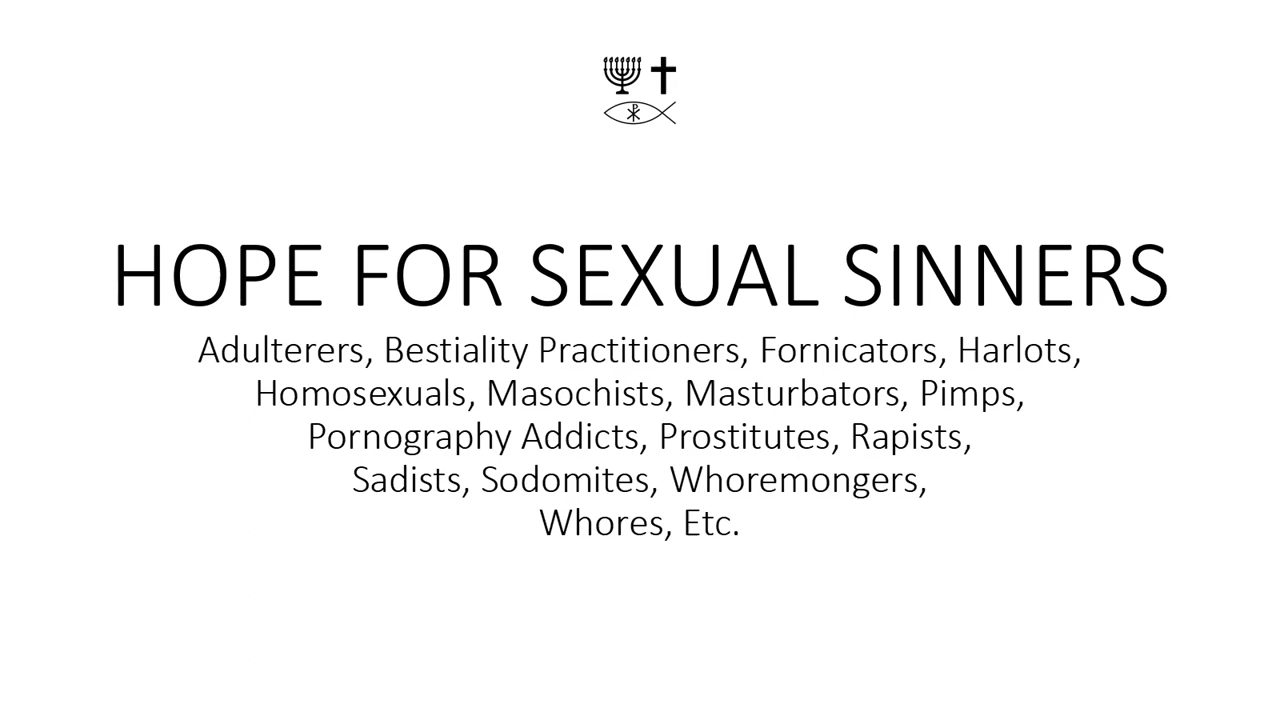 HOPE FOR SEXUAL SINNERS
Adulterers, Bestiality Practitioners, Fornicators, Harlots,
Homosexuals, Masochists, Masturbators, Pimps,
Pornography Addicts, Prostitutes, Rapists,
Sadists, Sodomites, Whoremongers,
Whores, Etc.